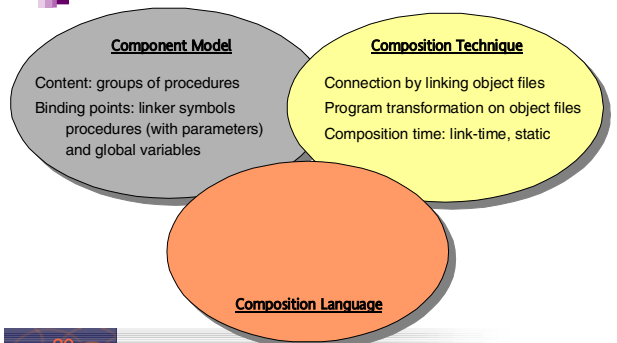 Component Model
Content: groups of procedures
Binding points: linker symbols
procedures (with parameters)
and global variables
Composition Technique
Connection by linking object files
Program transformation on object files
Composition time: link-time, static
Composition Language